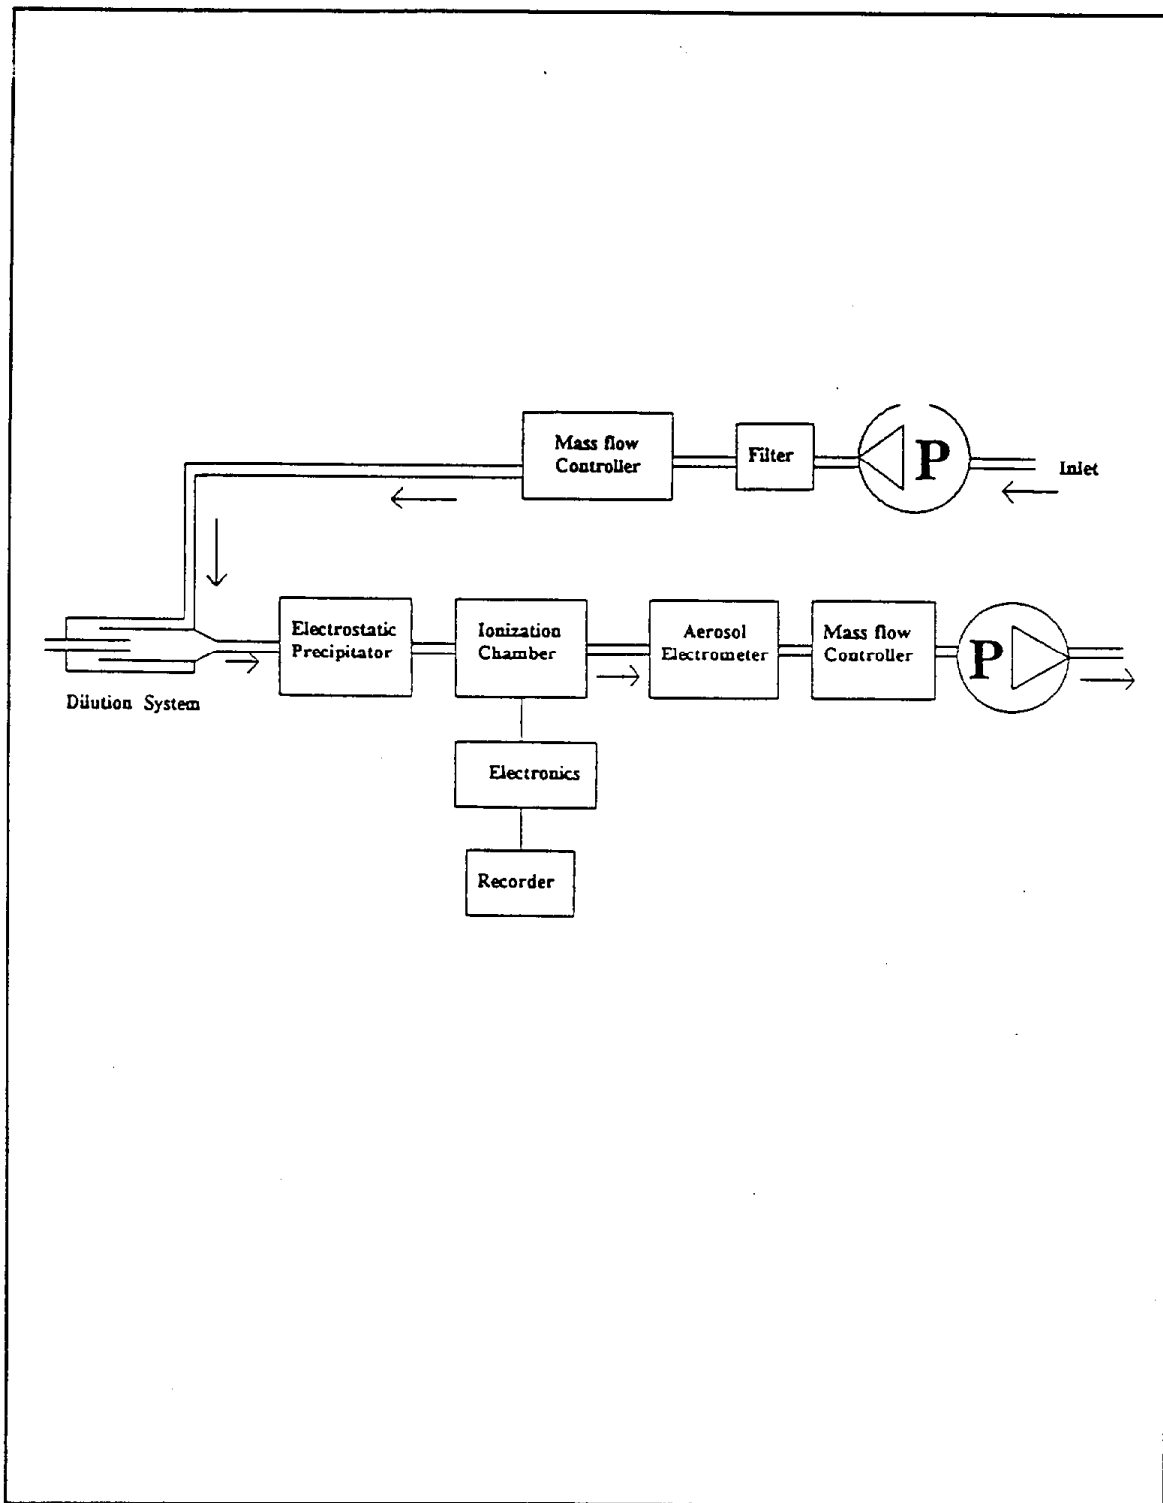 Mass flow
Controller
Filter
P
Inlet
Electrostatic
Precipitator
Ionization
Chamber
Aerosol
Electrometer
Mass flow
Controller
P
Dilution System
Electronics
Recorder